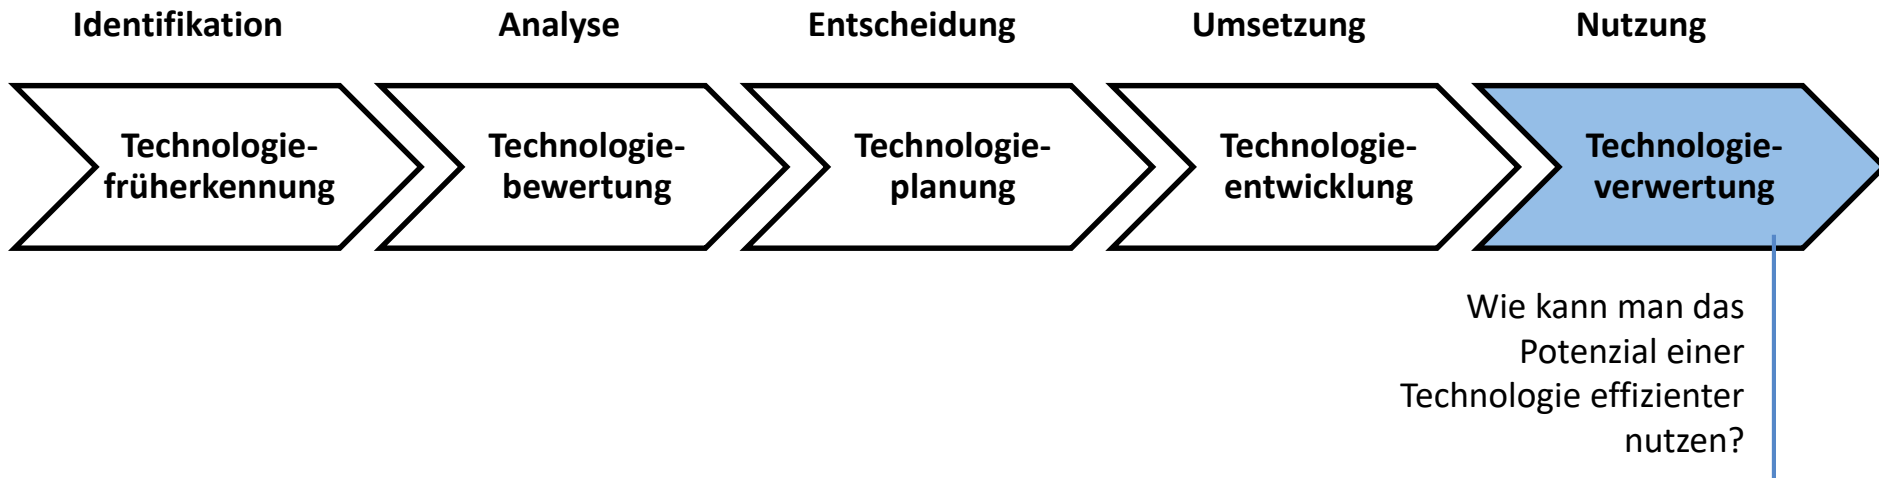 Identifikation
Analyse
Entscheidung
Umsetzung
Nutzung
Technologie-
früherkennung
Technologie-
bewertung
Technologie-
planung
Technologie-
entwicklung
Technologie-
verwertung
Wie kann man das
Potenzial einer
Technologie effizienter
nutzen?